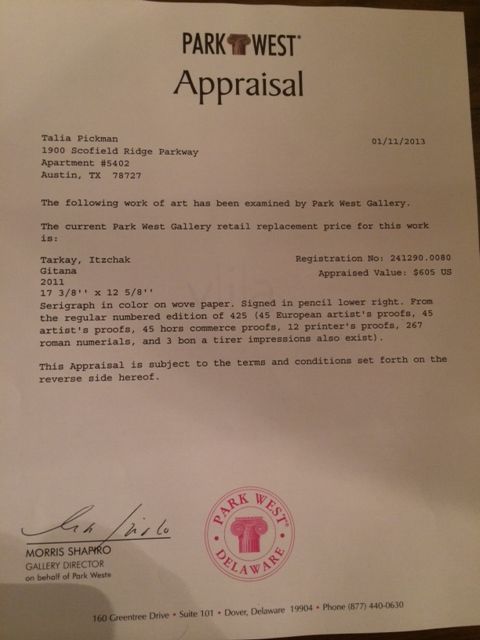 PARK WEST®
Appraisal
Talia Pickman
01/11/2013
1900 Scofield Ridge Parkway
Apartment #5402
Austin, TX 78727
The following work of art has been examined by Park West Gallery.
The current Park West Gallery retail replacement price for this work
is:
Tarkay, Itzchak
Registration No: 241290.0080
Gitana
Appraised Value: $605 US
2011
17 3/8'' x 12 5/8''
Serigraph in color on wove paper. Signed in pencil lower right. From
the regular numbered edition of 425 (45 European artist's proofs, 45
artist's proofs, 45 hors commerce proofs, 12 printer's proofs, 267
roman numerials, and 3 bon a tirer impressions also exist).
This Appraisal is subject to the terms and conditions set forth on the
reverse side hereof.
MORRIS SHAPIRO
GALLERY DIRECTOR
on behalf of Park Weste
PARK WEST
DELAWARE
160 Greentree Drive • Suite 101 • Dover, Delaware 19904 • Phone (877) 440-0630